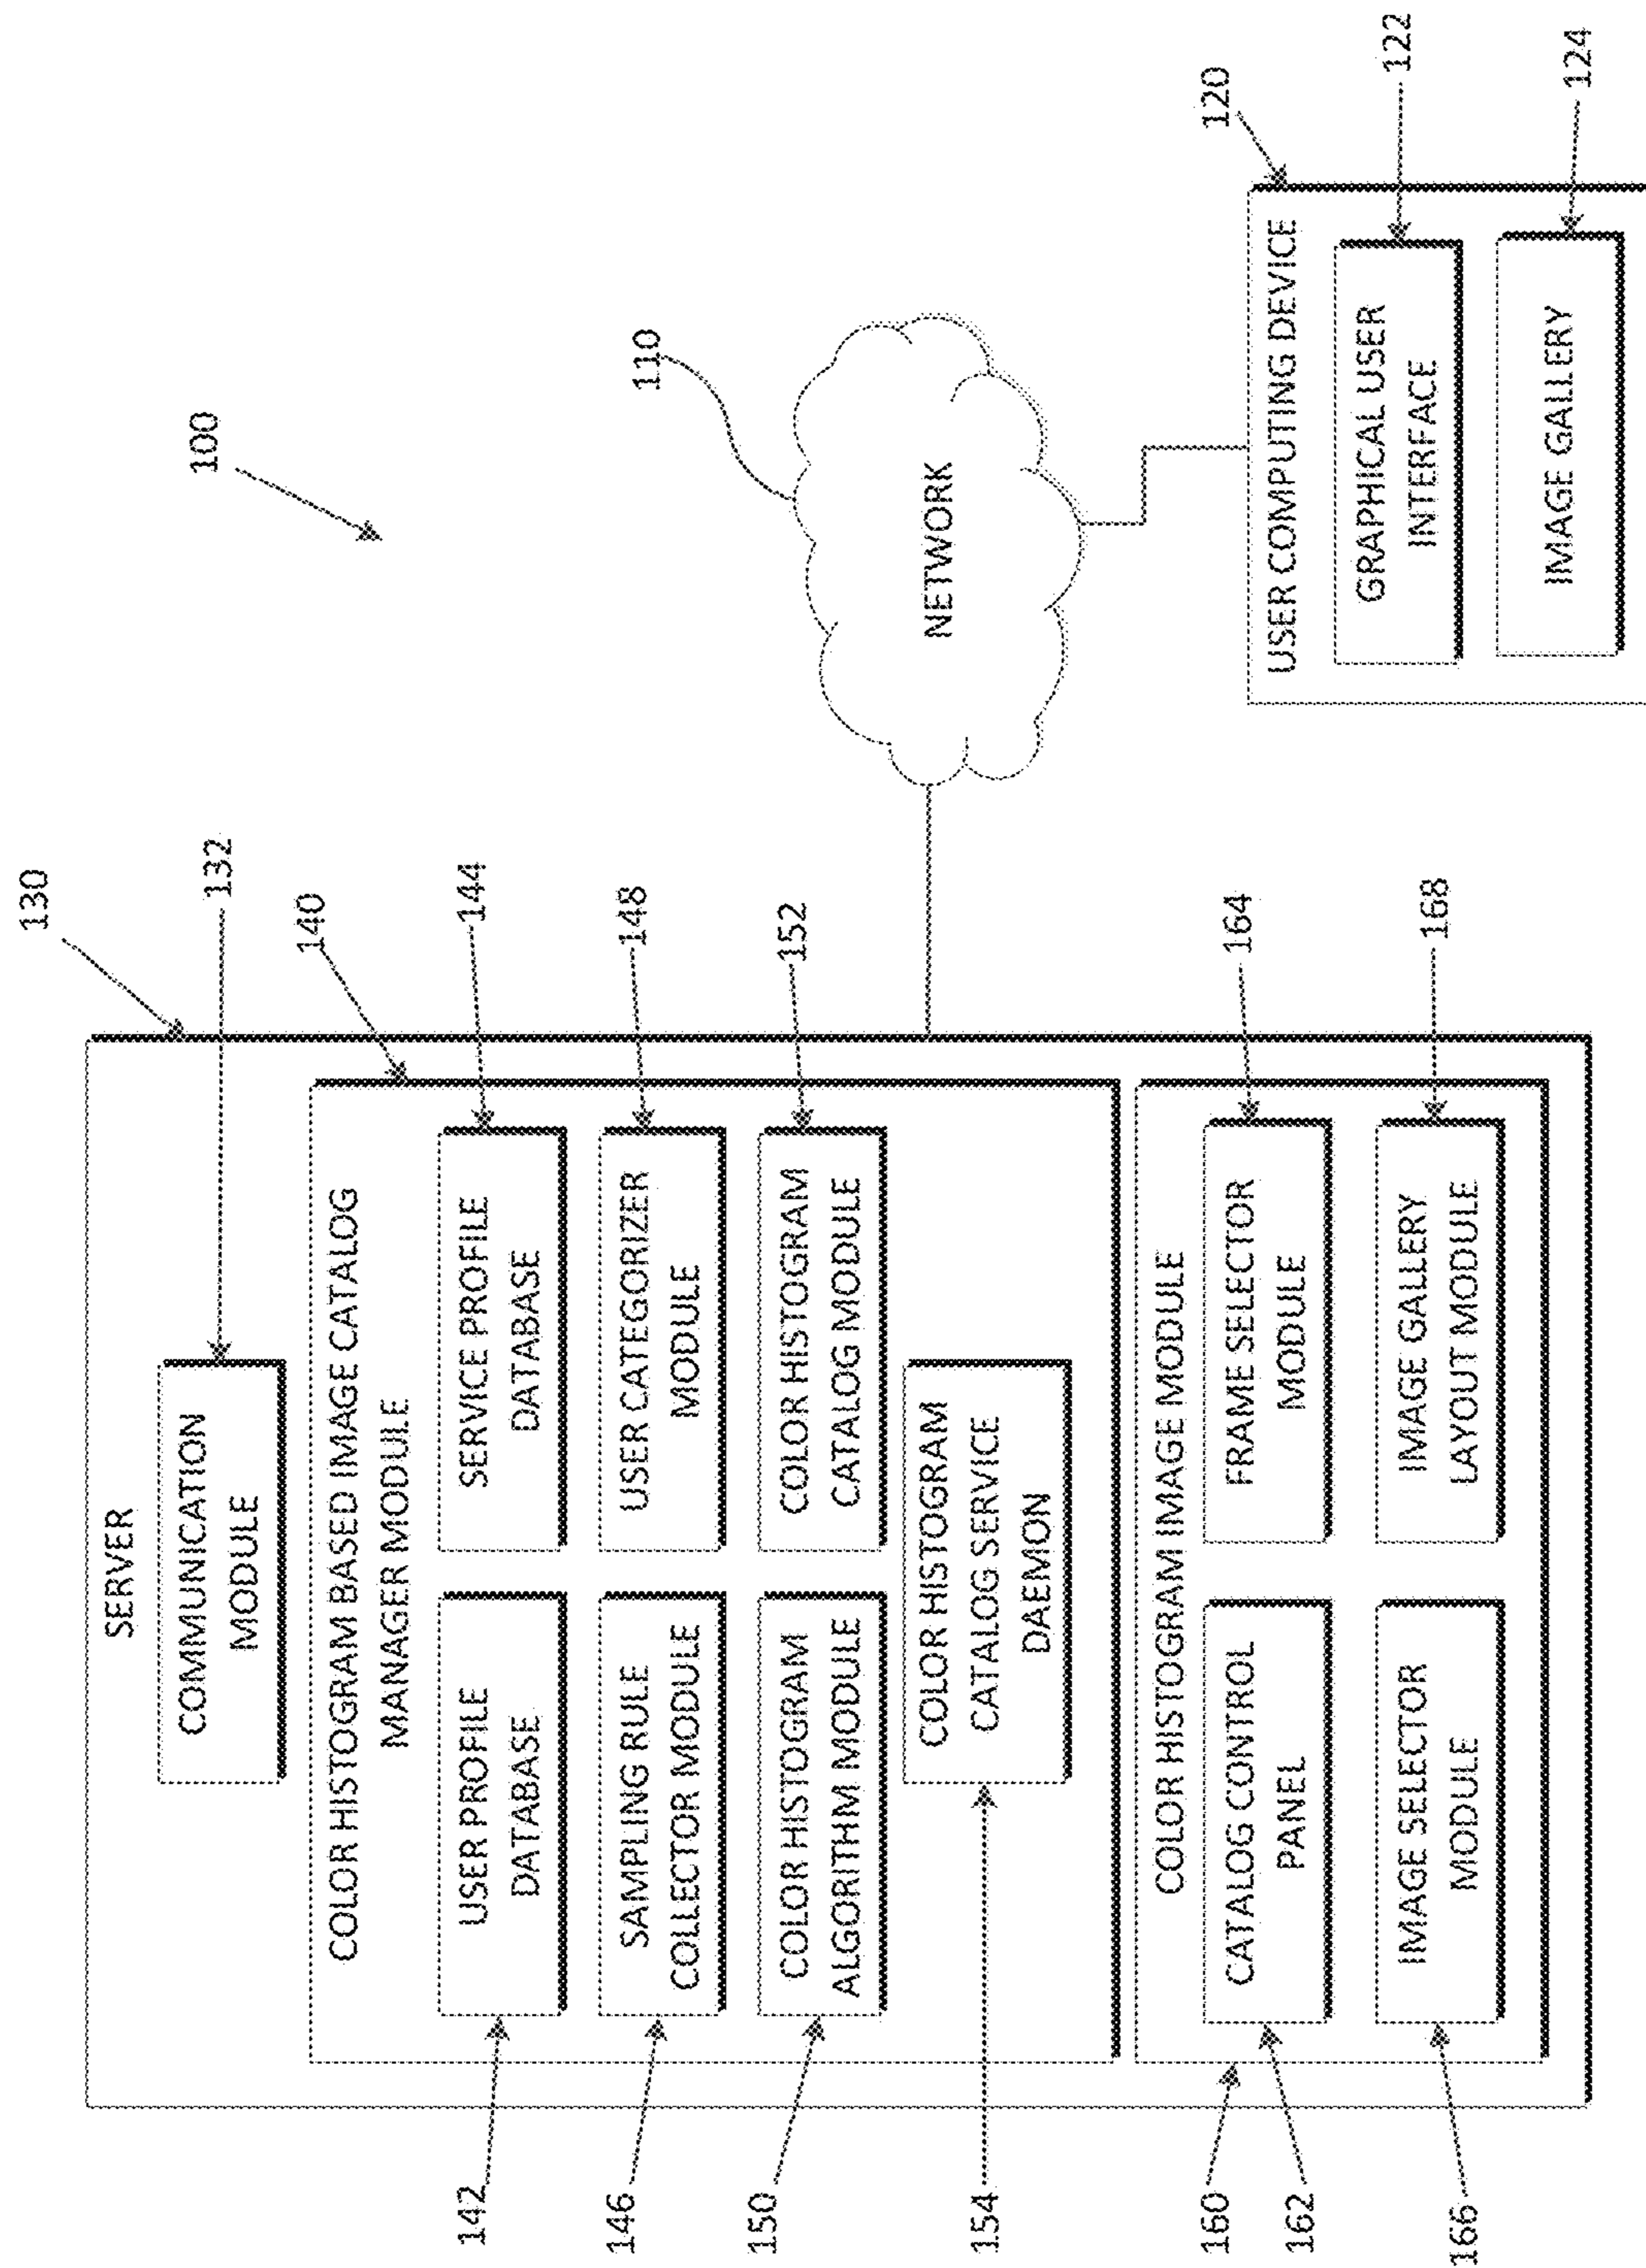 100
130
SERVER
132
COMMUNICATION
MODULE
140
COLOR HISTOGRAM BASED IMAGE CATALOG
MANAGER MODULE
142
USER PROFILE
DATABASE
144
SERVICE PROFILE
DATABASE
146
SAMPLING RULE
COLLECTOR MODULE
148
USER CATEGORIZER
MODULE
150
COLOR HISTOGRAM
ALGORITHM MODULE
152
COLOR HISTOGRAM
CATALOG MODULE
154
COLOR HISTOGRAM
CATALOG SERVICE
DAEMON
160
COLOR HISTOGRAM IMAGE MODULE
162
CATALOG CONTROL
PANEL
164
FRAME SELECTOR
MODULE
166
IMAGE SELECTOR
MODULE
168
IMAGE GALLERY
LAYOUT MODULE
110
NETWORK
120
USER COMPUTING DEVICE
122
GRAPHICAL USER
INTERFACE
124
IMAGE GALLERY